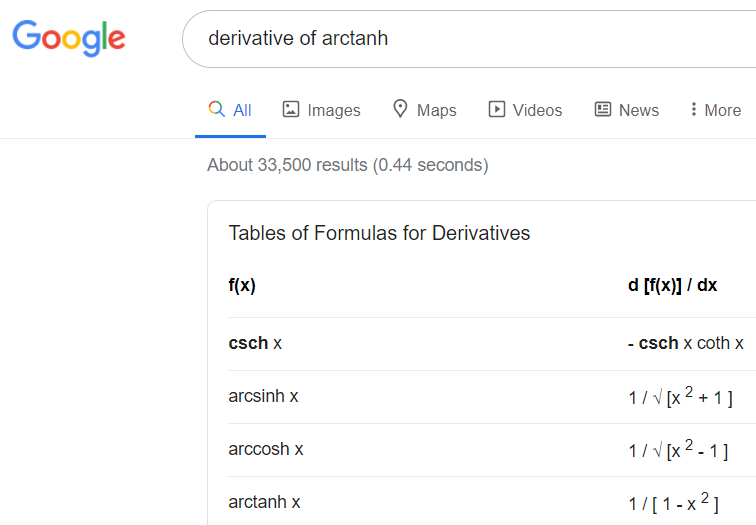 Google
derivative of arctanh
All Images Maps Videos News More
About 33,500 results (0.44 seconds)
Tables of Formulas for Derivatives
f(x) d [f(x)] / dx
csch x - csch x coth x
arcsinh x 1 / √ [x 2 + 1 ]
arccosh x 1 / √ [x 2 - 1 ]
arctanh x 1 / [ 1 - x 2 ]